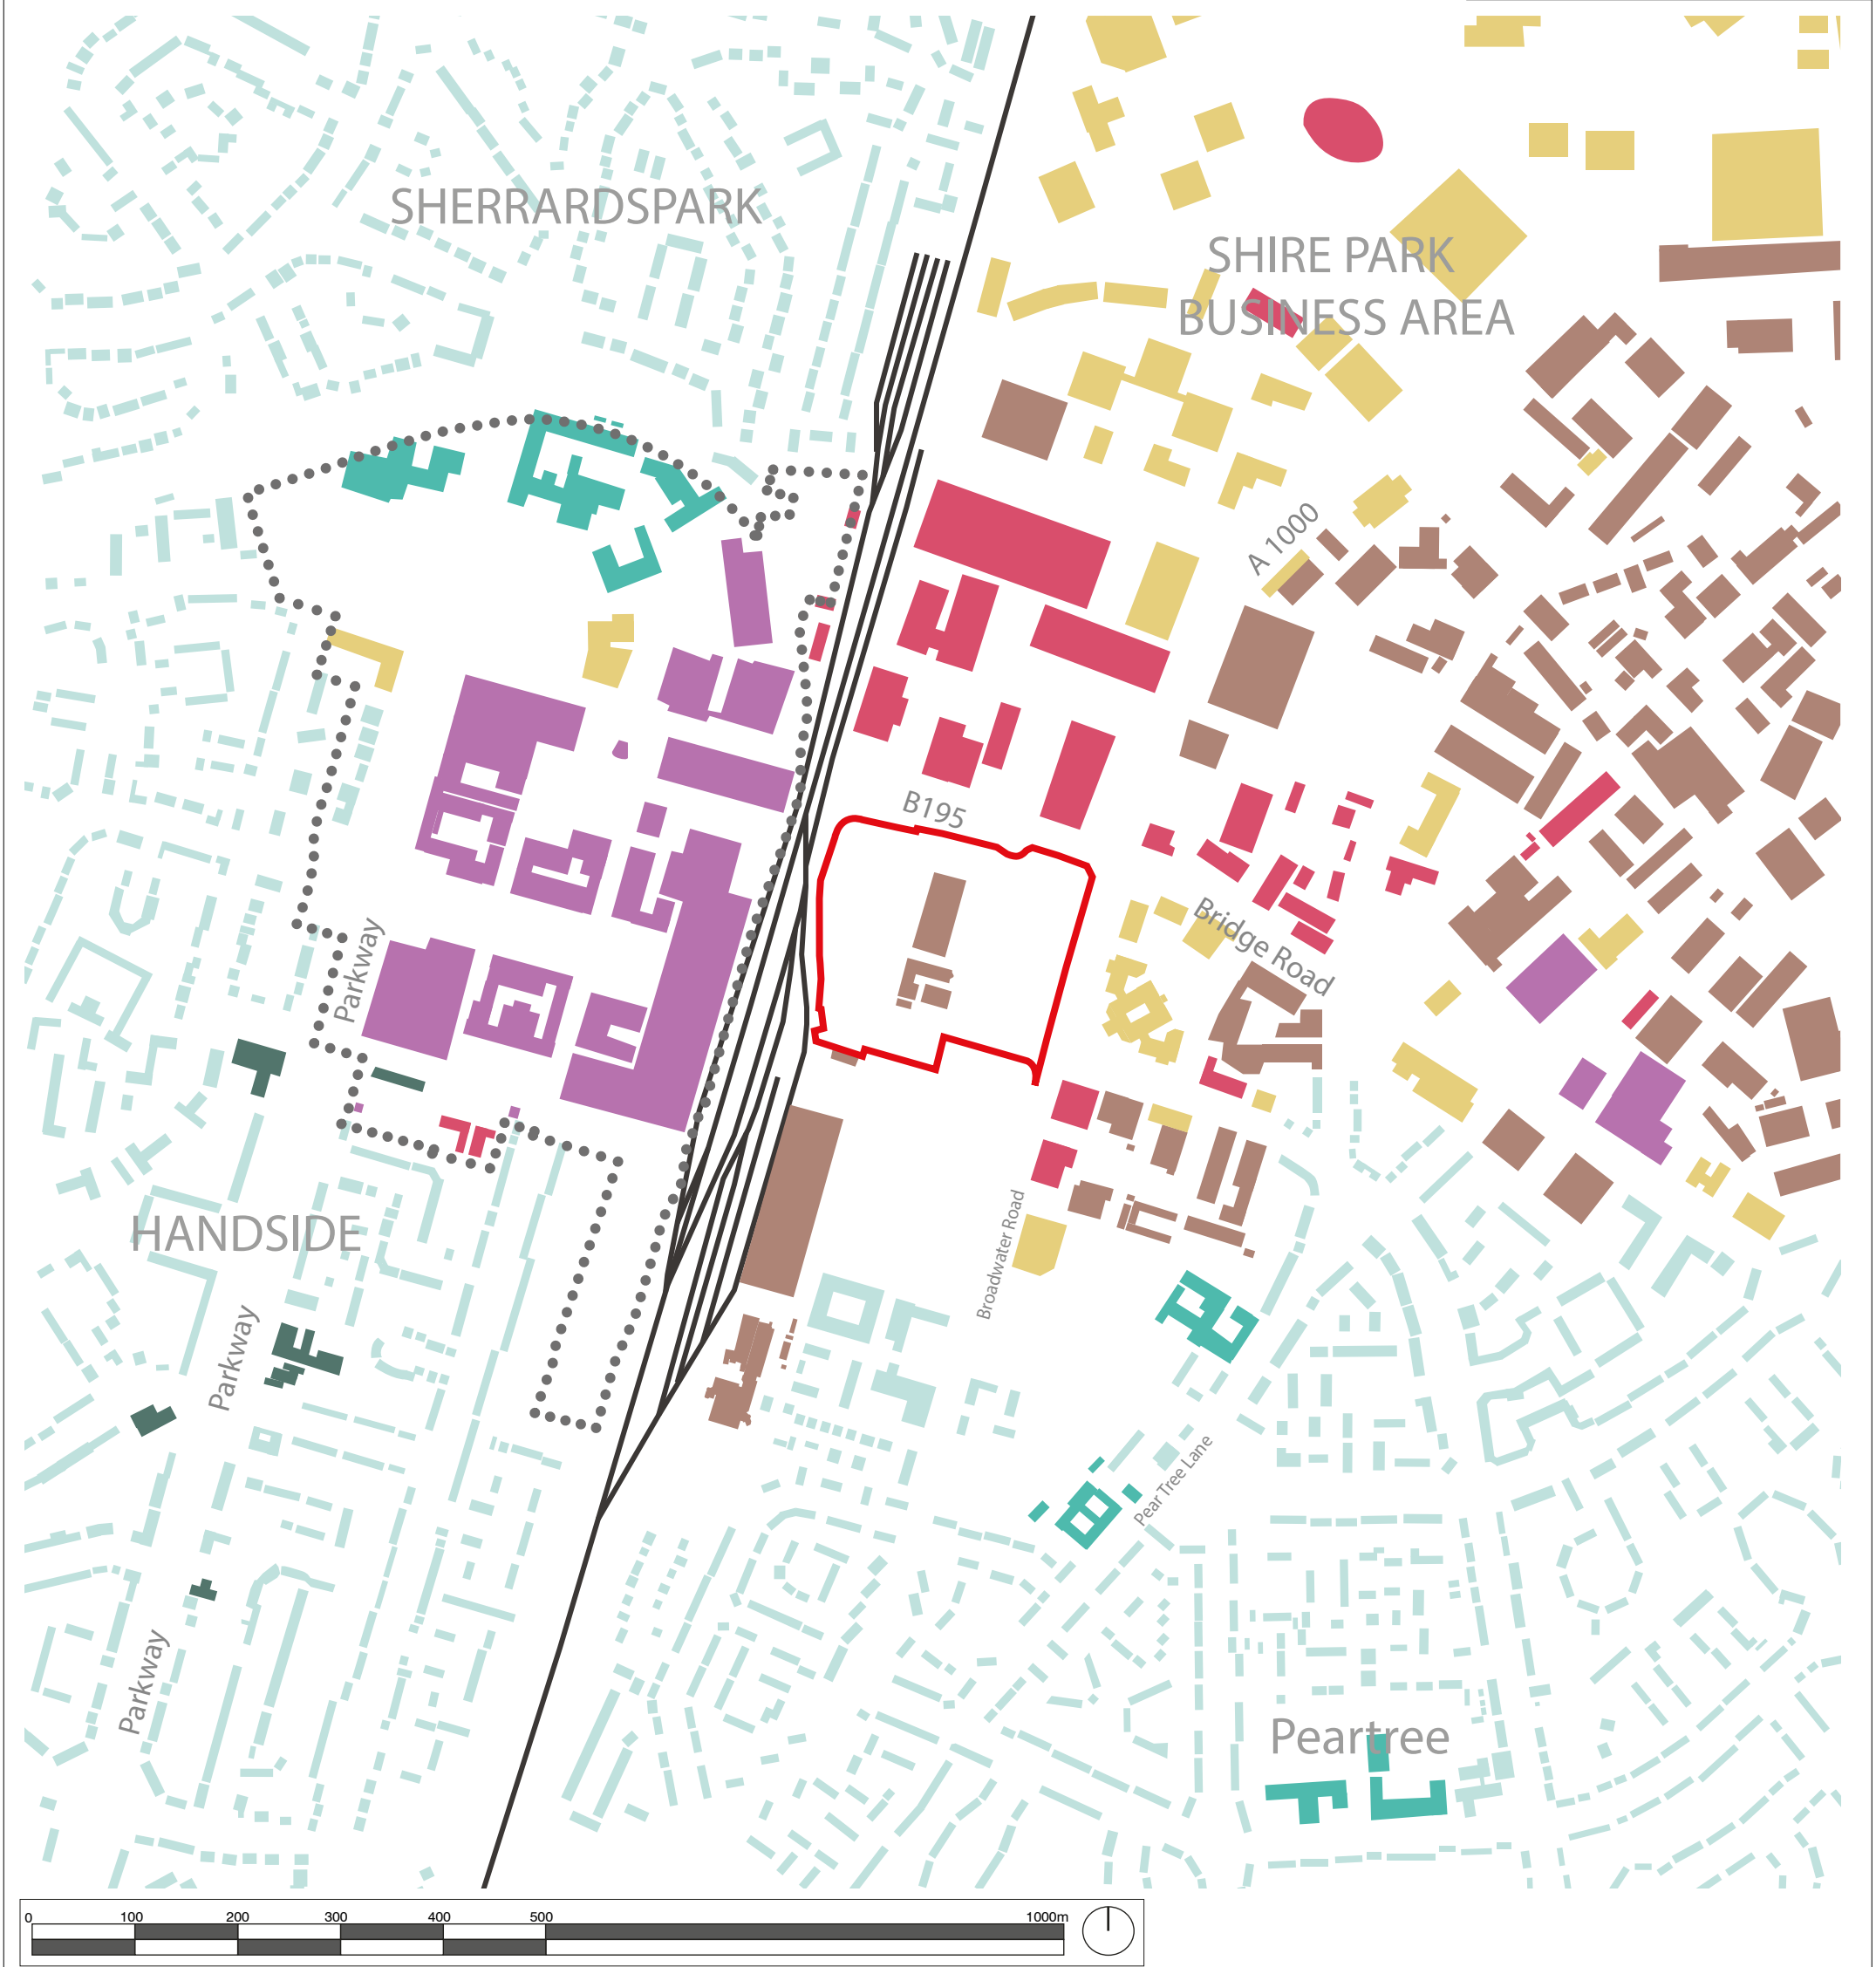 SHERRARDSPARK
SHIRE PARK
BUSINESS AREA
A 1000
B195
Bridge Road
Parkway
HANDSIDE
Broadwater Road
Parkway
Pear Tree Lane
Parkway
Peartree
0 100 200 300 400 500 1000m